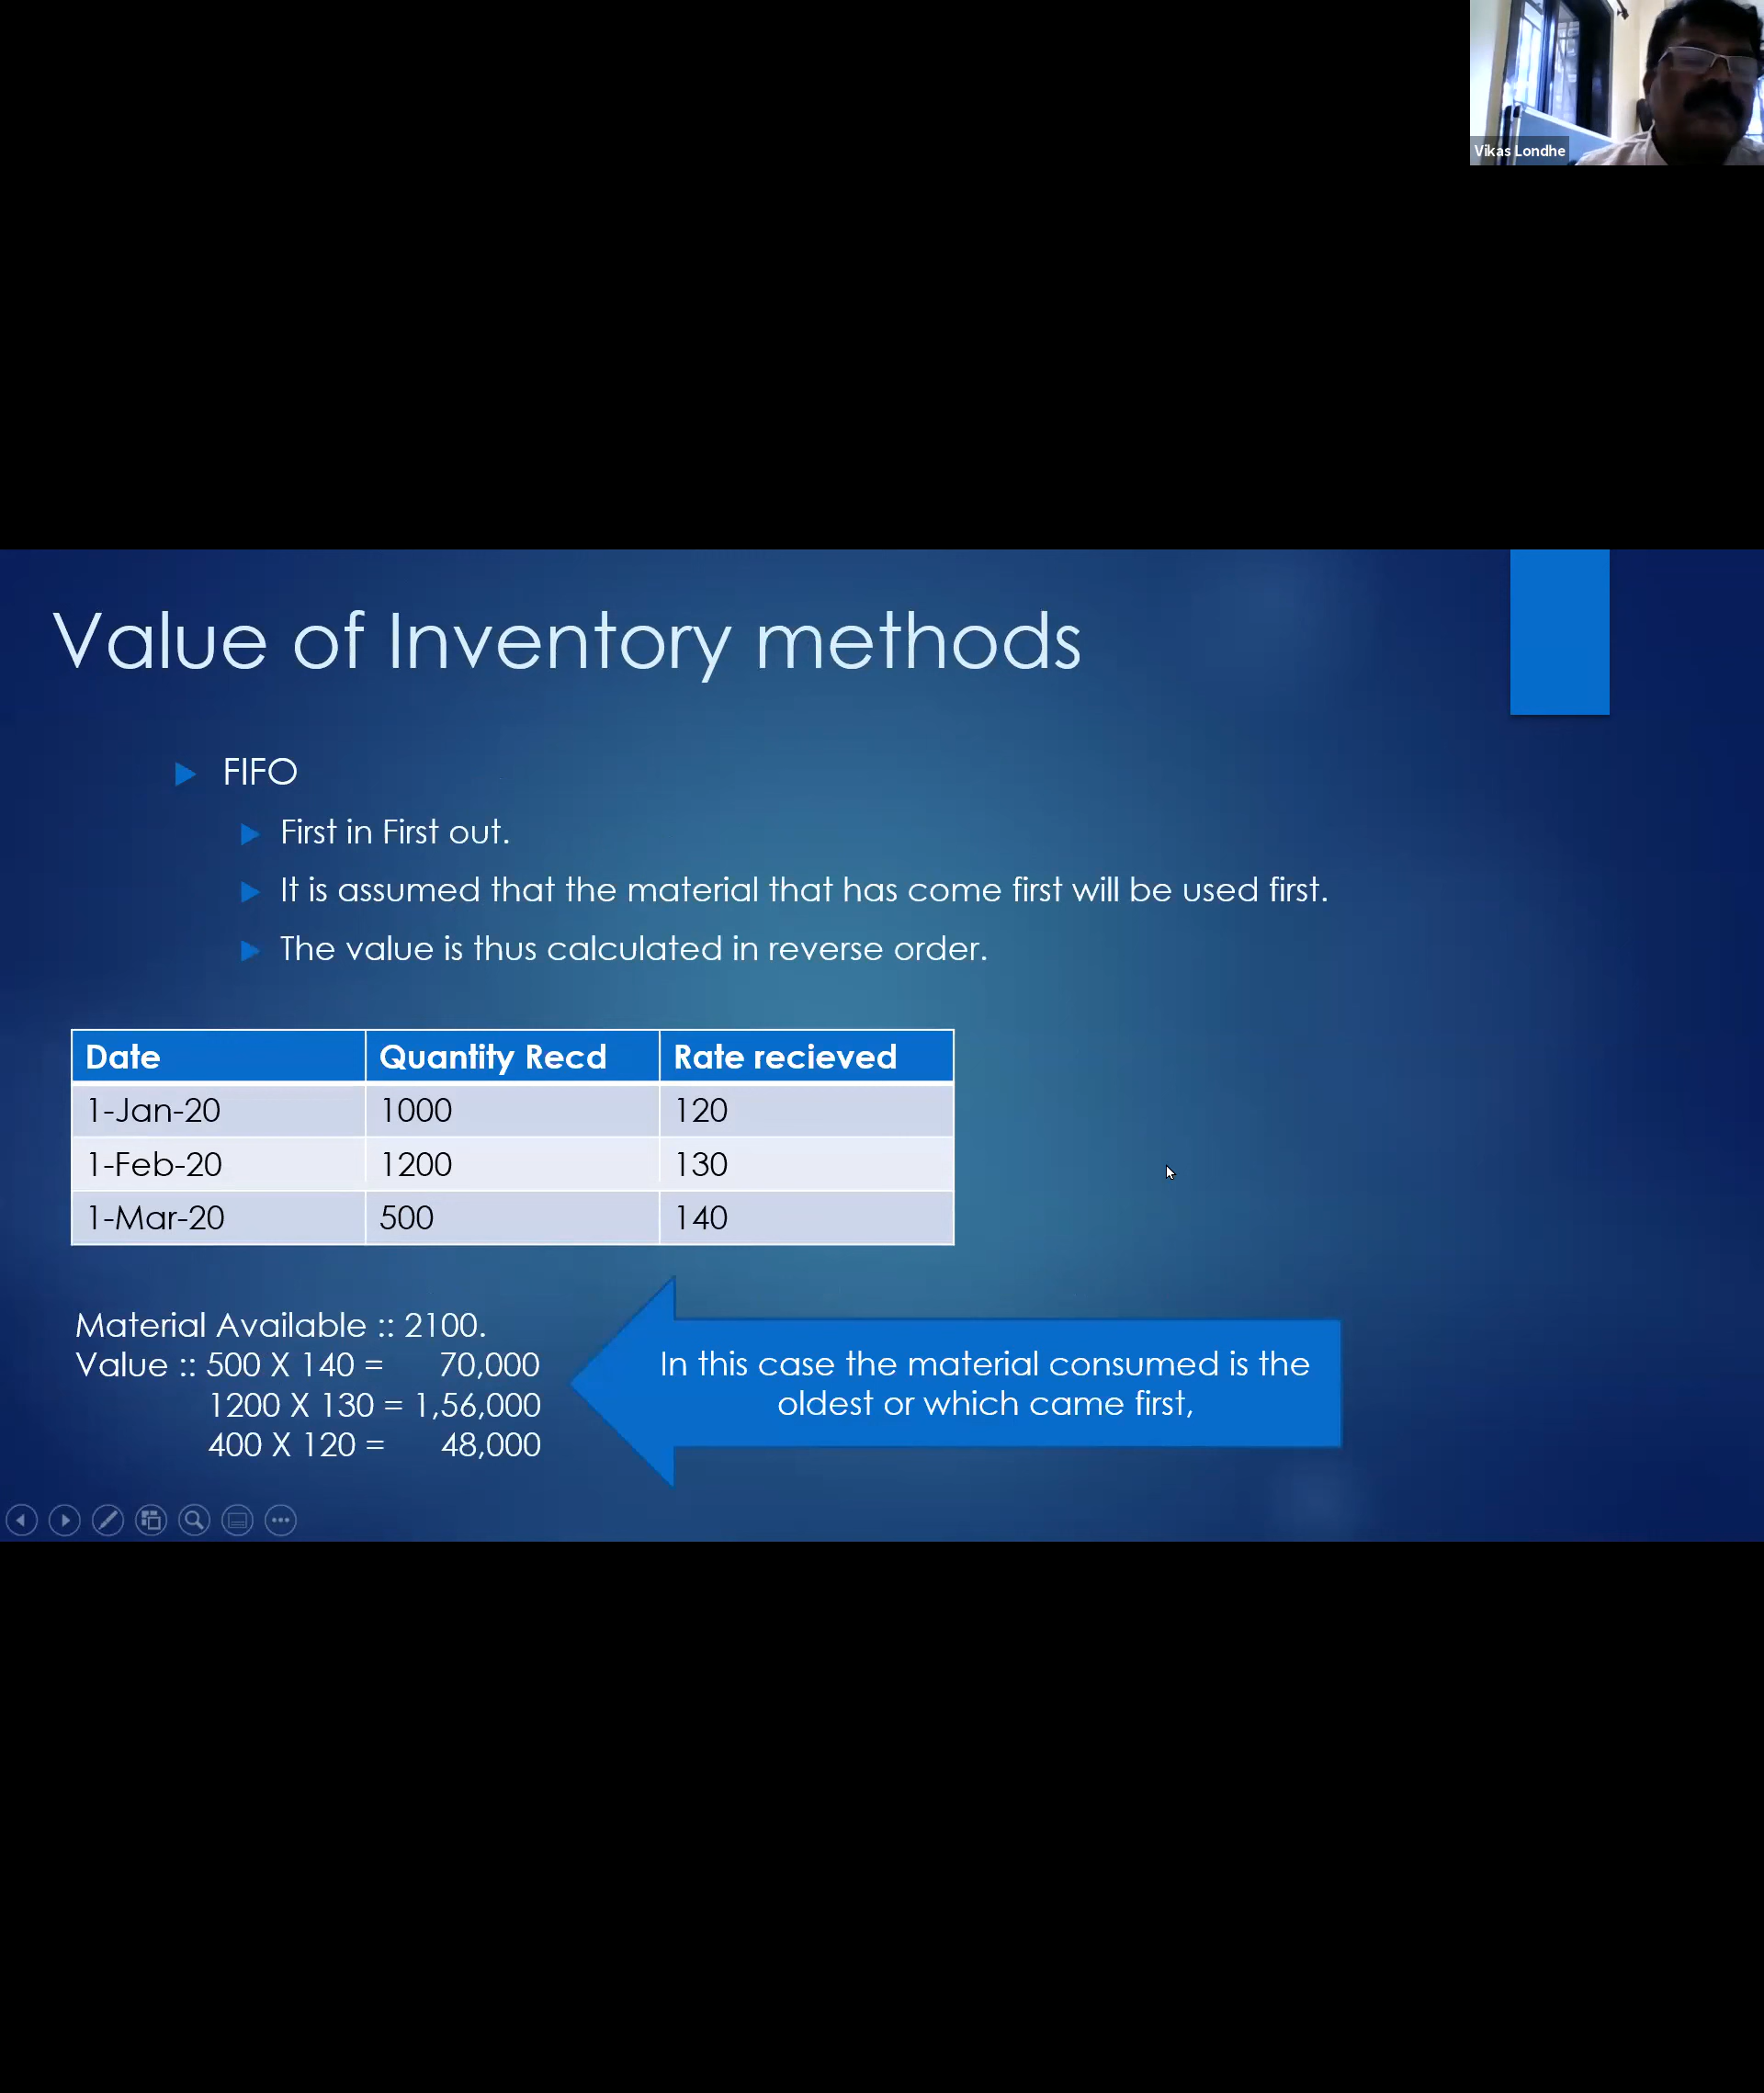 Vikas Londhe
Value of Inventory methods
FIFO
First in First out.
It is assumed that the material that has come first will be used first.
The value is thus calculated in reverse order.
Date Quantity Recd Rate recieved
1-Jan-20 1000 120
1-Feb-20 1200 130
1-Mar-20 500 140
Material Available :: 2100.
Value :: 500 X 140 = 70,000
1200 X 130 = 1,56,000
400 X 120 = 48,000
In this case the material consumed is the
oldest or which came first,